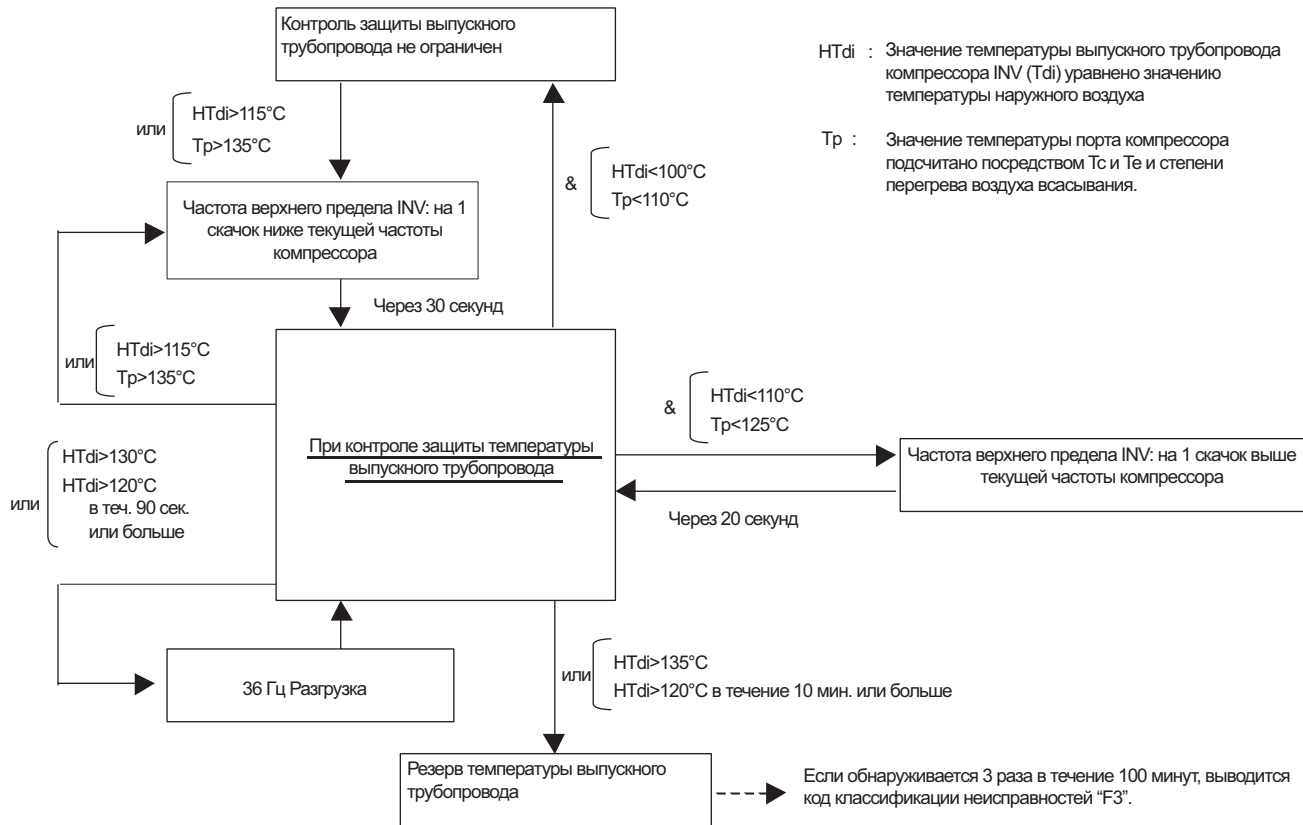 Контроль защиты выпускного
трубопровода не ограничен
HTdi : Значение температуры выпускного трубопровода
компрессора INV (Tdi) уравнено значению
температуры наружного воздуха
Tp : Значение температуры порта компрессора
подсчитано посредством Tc и Te и степени
перегрева воздуха всасывания.
или
HTdi>115°C
Tp>135°C
&
HTdi<100°C
Tp<110°C
Частота верхнего предела INV: на 1
скачок ниже текущей частоты
компрессора
Через 30 секунд
или
HTdi>115°C
Tp>135°C
При контроле защиты температуры
выпускного трубопровода
&
HTdi<110°C
Tp<125°C
Частота верхнего предела INV: на 1 скачок выше
текущей частоты компрессора
Через 20 секунд
или
HTdi>130°C
HTdi>120°C
в теч. 90 сек.
или больше
36 Гц Разгрузка
или
HTdi>135°C
HTdi>120°C в течение 10 мин. или больше
Резерв температуры выпускного
трубопровода
Если обнаруживается 3 раза в течение 100 минут, выводится
код классификации неисправностей “F3”.